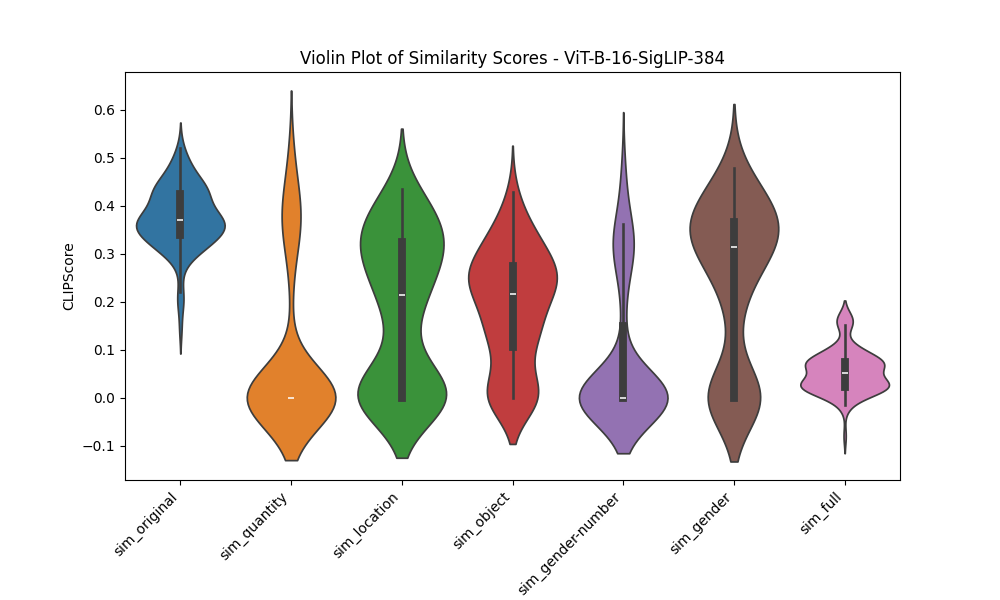 Violin Plot of Similarity Scores - ViT-B-16-SigLIP-384
CLIPScore
0.6
0.5
0.4
0.3
0.2
0.1
0.0
−0.1
sim_original
sim_quantity
sim_location
sim_object
sim_gender-number
sim_gender
sim_full